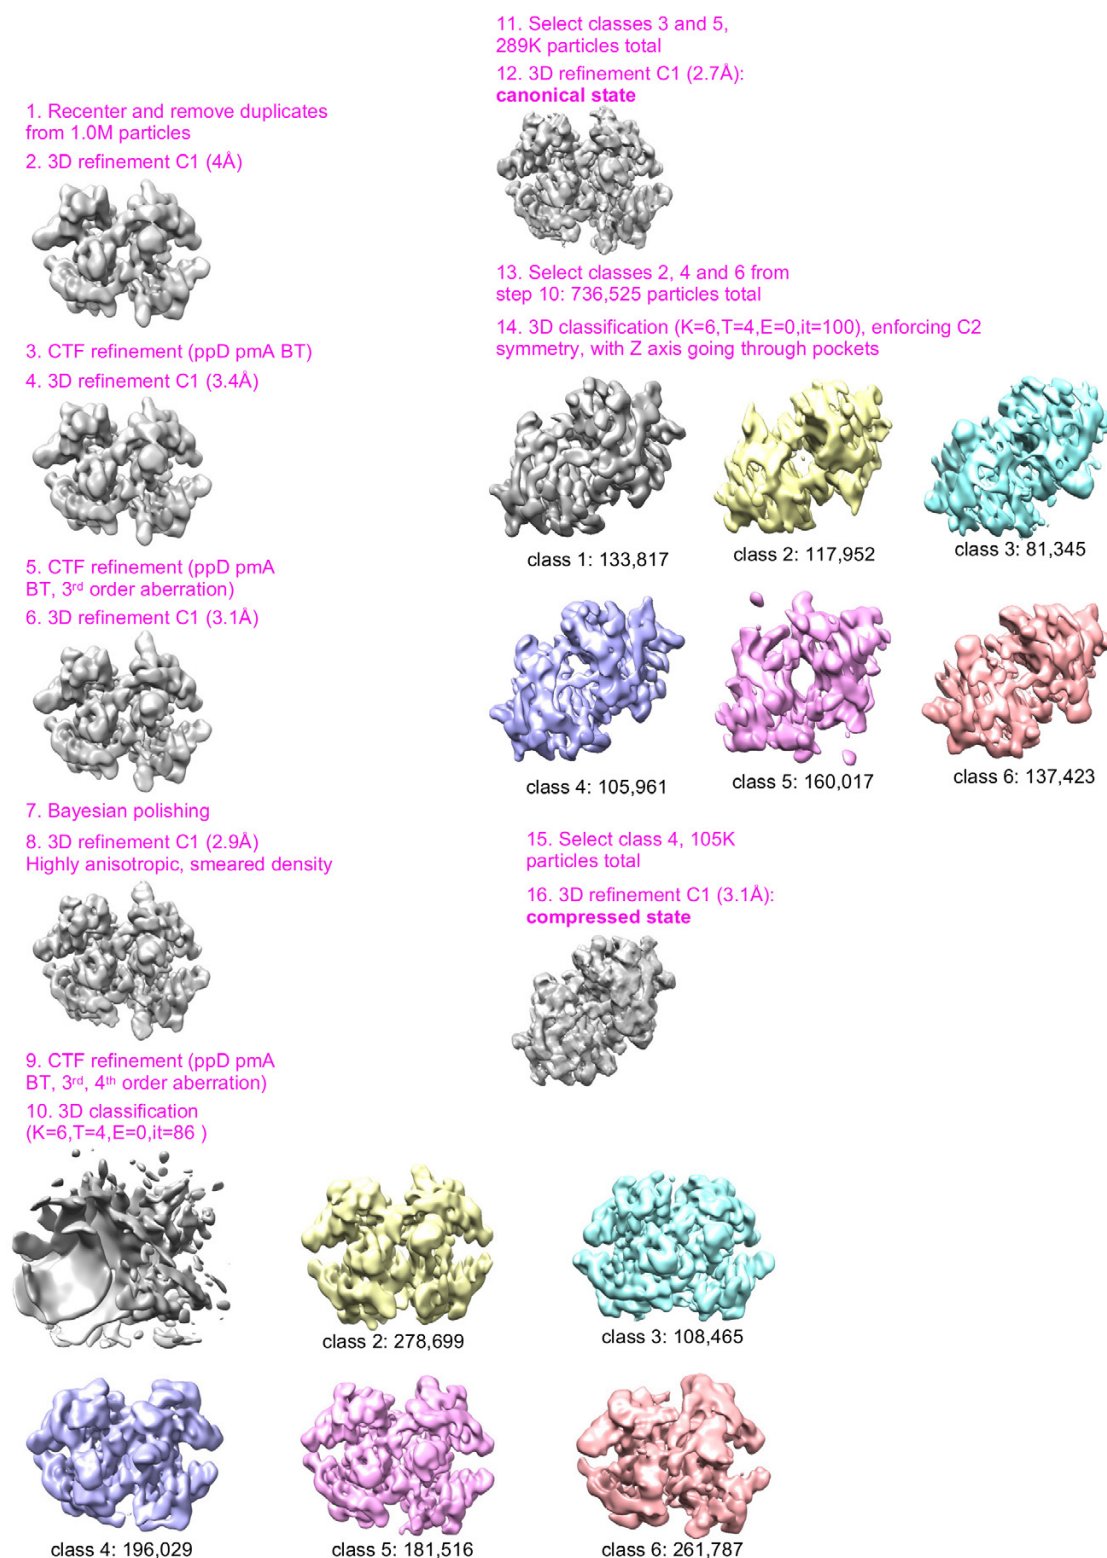 1. Recenter and remove duplicates
from 1.0M particles
2. 3D refinement C1 (4Å)
3. CTF refinement (ppD pmA BT)
4. 3D refinement C1 (3.4Å)
5. CTF refinement (ppD pmA
BT, 3rd order aberration)
6. 3D refinement C1 (3.1Å)
7. Bayesian polishing
8. 3D refinement C1 (2.9Å)
Highly anisotropic, smeared density
9. CTF refinement (ppD pmA
BT, 3rd, 4th order aberration)
10. 3D classification
(K=6,T=4,E=0,it=86 )
class 2: 278,699
class 3: 108,465
class 4: 196,029
class 5: 181,516
class 6: 261,787
11. Select classes 3 and 5,
289K particles total
12. 3D refinement C1 (2.7Å):
canonical state
13. Select classes 2, 4 and 6 from
step 10: 736,525 particles total
14. 3D classification (K=6,T=4,E=0,it=100), enforcing C2
symmetry, with Z axis going through pockets
class 1: 133,817
class 2: 117,952
class 3: 81,345
class 4: 105,961
class 5: 160,017
class 6: 137,423
15. Select class 4, 105K
particles total
16. 3D refinement C1 (3.1Å):
compressed state